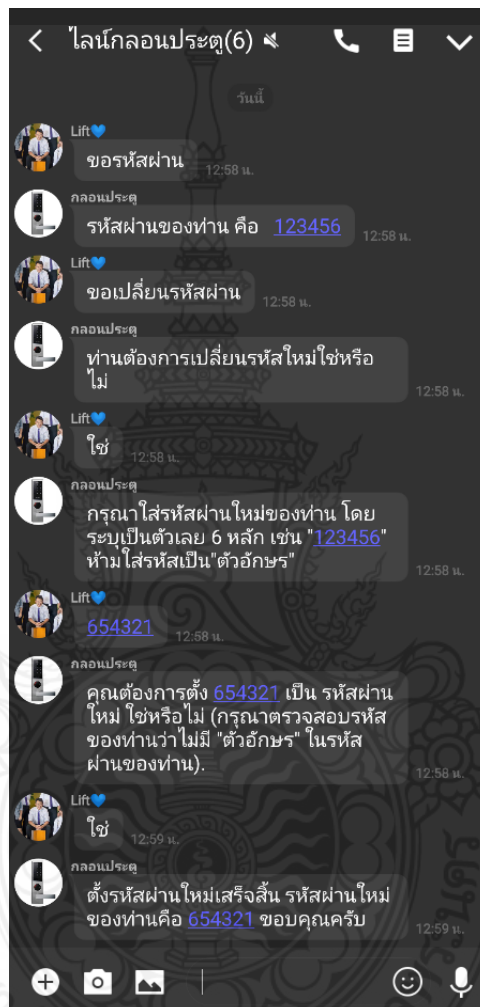 ไลน์กลอนประตู(6)
วันนี้
Lift💙
ขอรหัสผ่าน
12:58 น.
กลอนประตู
รหัสผ่านของท่าน คือ 123456
12:58 น.
Lift💙
ขอเปลี่ยนรหัสผ่าน
12:58 น.
กลอนประตู
ท่านต้องการเปลี่ยนรหัสใหม่ใช่หรือ
ไม่
12:58 น.
Lift💙
ใช่
12:58 น.
กลอนประตู
กรุณาใส่รหัสผ่านใหม่ของท่าน โดย
ระบุเป็นตัวเลย 6 หลัก เช่น "123456"
ห้ามใส่รหัสเป็น"ตัวอักษร"
12:58 น.
Lift💙
654321
12:58 น.
กลอนประตู
คุณต้องการตั้ง 654321 เป็น รหัสผ่าน
ใหม่ ใช่หรือไม่ (กรุณาตรวจสอบรหัส
ของท่านว่าไม่มี "ตัวอักษร" ในรหัส
ผ่านของท่าน).
12:58 น.
Lift💙
ใช่
12:59 น.
กลอนประตู
ตั้งรหัสผ่านใหม่เสร็จสิ้น รหัสผ่านใหม่
ของท่านคือ 654321 ขอบคุณครับ
12:59 น.